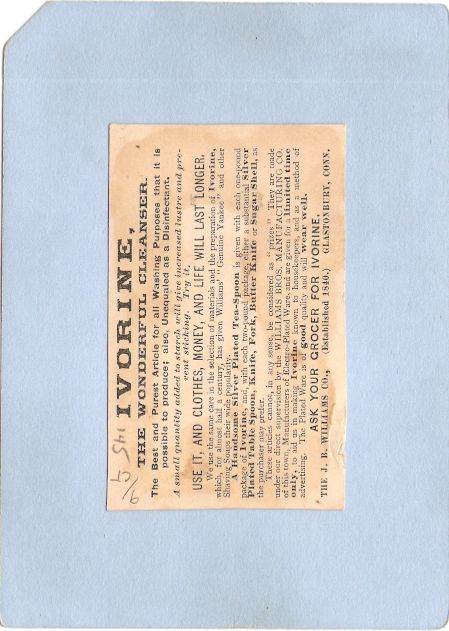 IVORINE,
THE WONDERFUL CLEANSER.
The Best and Purest Article for all Washing Purposes that it is
possible to produce; also, Unequaled as a Disinfectant.
A small quantity added to starch will give increased lustre and pre-
vent sticking. Try it,
USE IT, AND CLOTHES, MONEY, AND LIFE WILL LAST LONGER.
We use the same care in the selection of materials and the preparation of Ivorine,
which, for almost half a century, has given Williams' "Genuine Yankee" and other
Shaving Soaps their wide popularity.
A Handsome Silver Plated Tea-Spoon is given with each one-pound
package of Ivorine, and, with each two-pound package, either a substantial Silver
Plated Table Spoon, Knife, Fork, Butter Knife or Sugar Shell, as
the purchaser may prefer.
These articles cannot, in any sense, be considered as "prizes." They are made
under our direct supervision by the WILLIAMS BROS. MANUFACTURING CO.
of this town, Manufacturers of Electro-Plated Ware, and are given for a limited time
only, to aid us in making Ivorine known to housekeepers, and as a method of
advertising. The Plated Ware is of good quality and will wear well.
ASK YOUR GROCER FOR IVORINE.
THE J. B. WILLIAMS CO., (Established 1840.) GLASTONBURY, CONN.
145